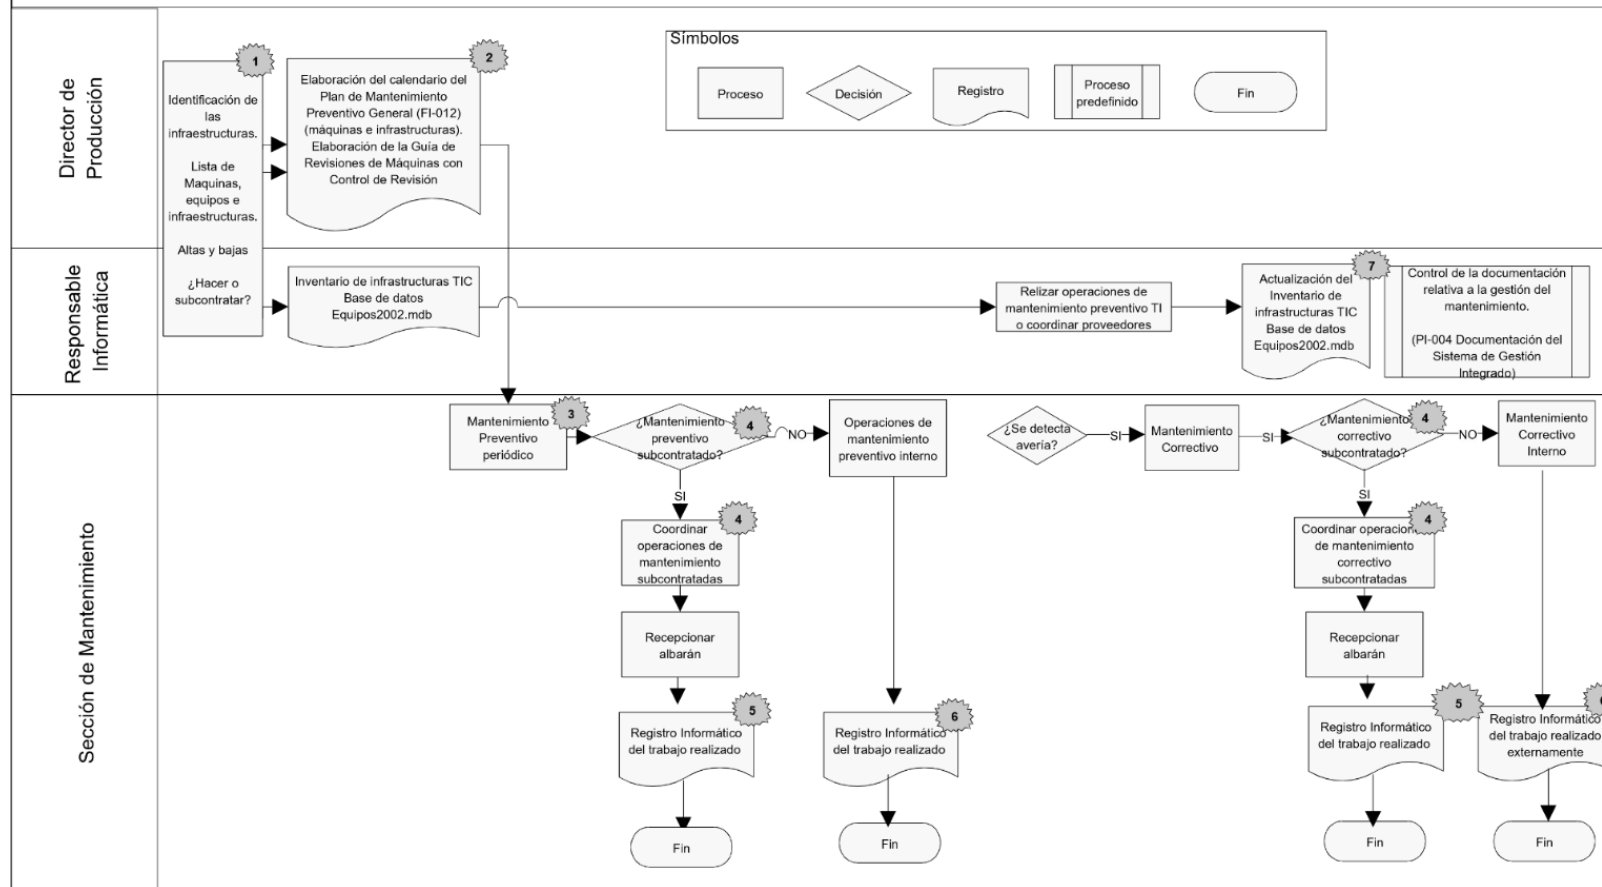 Director de
Producción
1
Identificación de
las
infraestructuras.
Lista de
Maquinas,
equipos e
infraestructuras.
Altas y bajas
¿Hacer o
subcontratar?
2
Elaboración del calendario del
Plan de Mantenimiento
Preventivo General (FI-012)
(máquinas e infrastructuras).
Elaboración de la Guía de
Revisiones de Máquinas con
Control de Revisión
Símbolos
Proceso
Decisión
Registro
Proceso
predefinido
Fin
Responsable
Informática
Inventario de infraestructuras TIC
Base de datos
Equipos2002.mdb
Relizar operaciones de
mantenimiento preventivo TI
o coordinar proveedores
7
Actualización del
Inventario de
infraestructuras TIC
Base de datos
Equipos2002.mdb
Control de la documentación
relativa a la gestión del
mantenimiento.
(PI-004 Documentación del
Sistema de Gestión
Integrado)
Sección de Mantenimiento
3
Mantenimiento
Preventivo
periódico
4
¿Mantenimiento
preventivo
subcontratado?
NO
Operaciones de
mantenimiento
preventivo interno
SI
4
Coordinar
operaciones de
mantenimiento
subcontratadas
Recepcionar
albarán
5
Registro Informático
del trabajo realizado
Fin
6
Registro Informático
del trabajo realizado
Fin
¿Se detecta
avería?
SI
Mantenimiento
Correctivo
SI
4
¿Mantenimiento
correctivo
subcontratado?
NO
Mantenimiento
Correctivo
Interno
SI
4
Coordinar operacion
de mantenimiento
correctivo
subcontratadas
Recepcionar
albarán
5
Registro Informático
del trabajo realizado
Fin
Registro Informático
del trabajo realizado
externamente
Fin